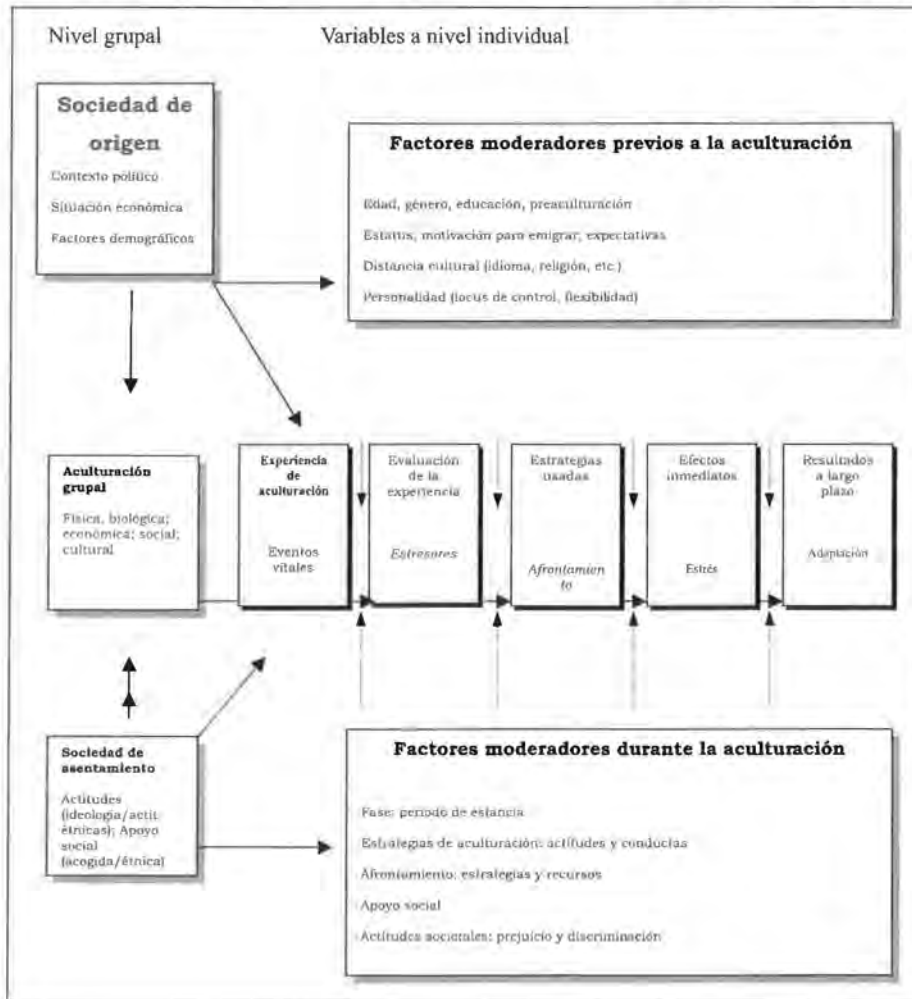 Nivel grupal
Variables a nivel individual
Sociedad de
origen
Contexto político
Situación económica
Factores demográficos
Factores moderadores previos a la aculturación
Edad, género, educación, preaculturación
Estatus, motivación para emigrar, expectativas
Distancia cultural (idioma, religión, etc.)
Personalidad (locus de control, flexibilidad)
Aculturación
grupal
Física, biológica;
económica; social;
cultural
Experiencia
de
aculturación
Eventos
vitales
Evaluación
de la
experiencia
Estresores
Estrategias
usadas
Afrontamien
to
Efectos
inmediatos
Estrés
Resultados
a largo
plazo
Adaptación
Sociedad de
asentamiento
Actitudes
(ideología/actit.
étnicas); Apoyo
social
(acogida/étnica)
Factores moderadores durante la aculturación
Fase: periodo de estancia
Estrategias de aculturación: actitudes y conductas
Afrontamiento: estrategias y recursos
Apoyo social
Actitudes societales: prejuicio y discriminación